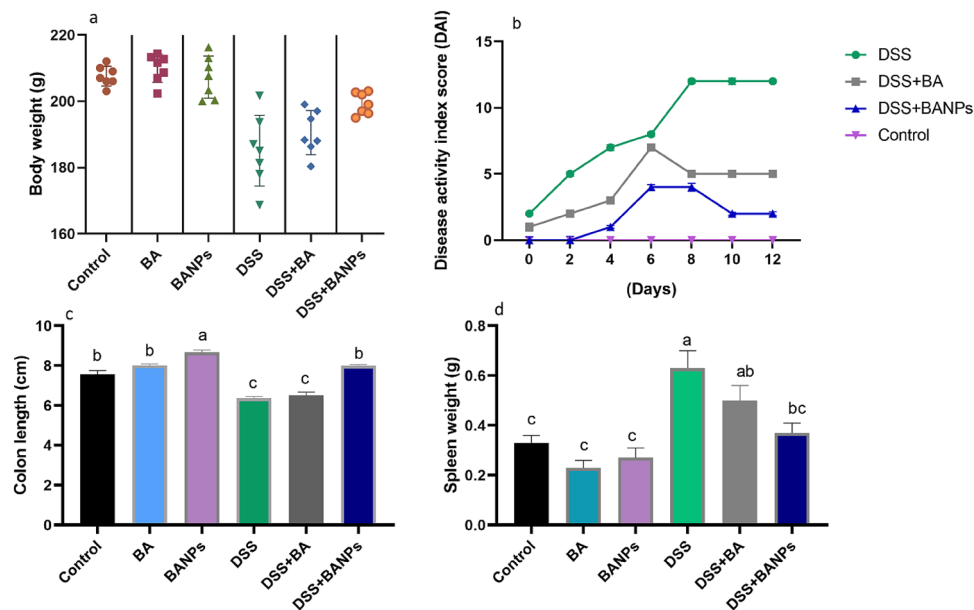 a
Body weight (g)
220
200
180
160
Control
BA
BANPs
DSS
DSS+BA
DSS+BANPs
b
Disease activity index score (DAI)
15
10
5
0
0 2 4 6 8 10 12
(Days)
DSS
DSS+BA
DSS+BANPs
Control
c
Colon length (cm)
10
8
6
4
2
0
b b a c c b
Control
BA
BANPs
DSS
DSS+BA
DSS+BANPs
d
Spleen weight (g)
0.8
0.6
0.4
0.2
0.0
c c c a ab bc
Control
BA
BANPs
DSS
DSS+BA
DSS+BANPs